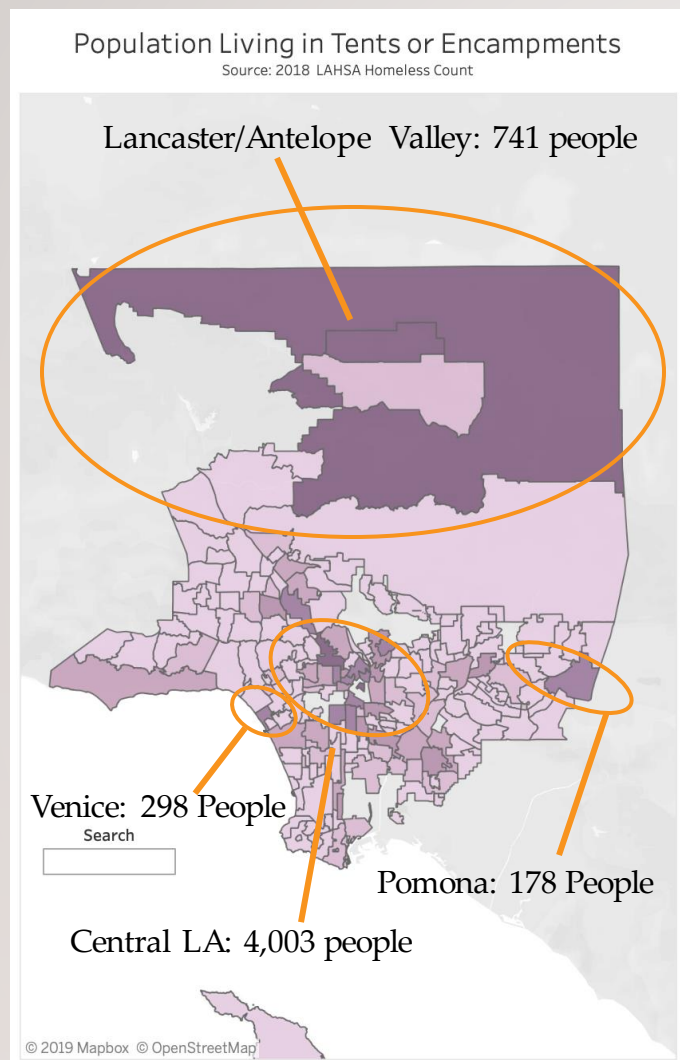 Population Living in Tents or Encampments
Source: 2018 LAHSA Homeless Count
Lancaster/Antelope Valley: 741 people
Venice: 298 People
Search
Pomona: 178 People
Central LA: 4,003 people
© 2019 Mapbox © OpenStreetMap